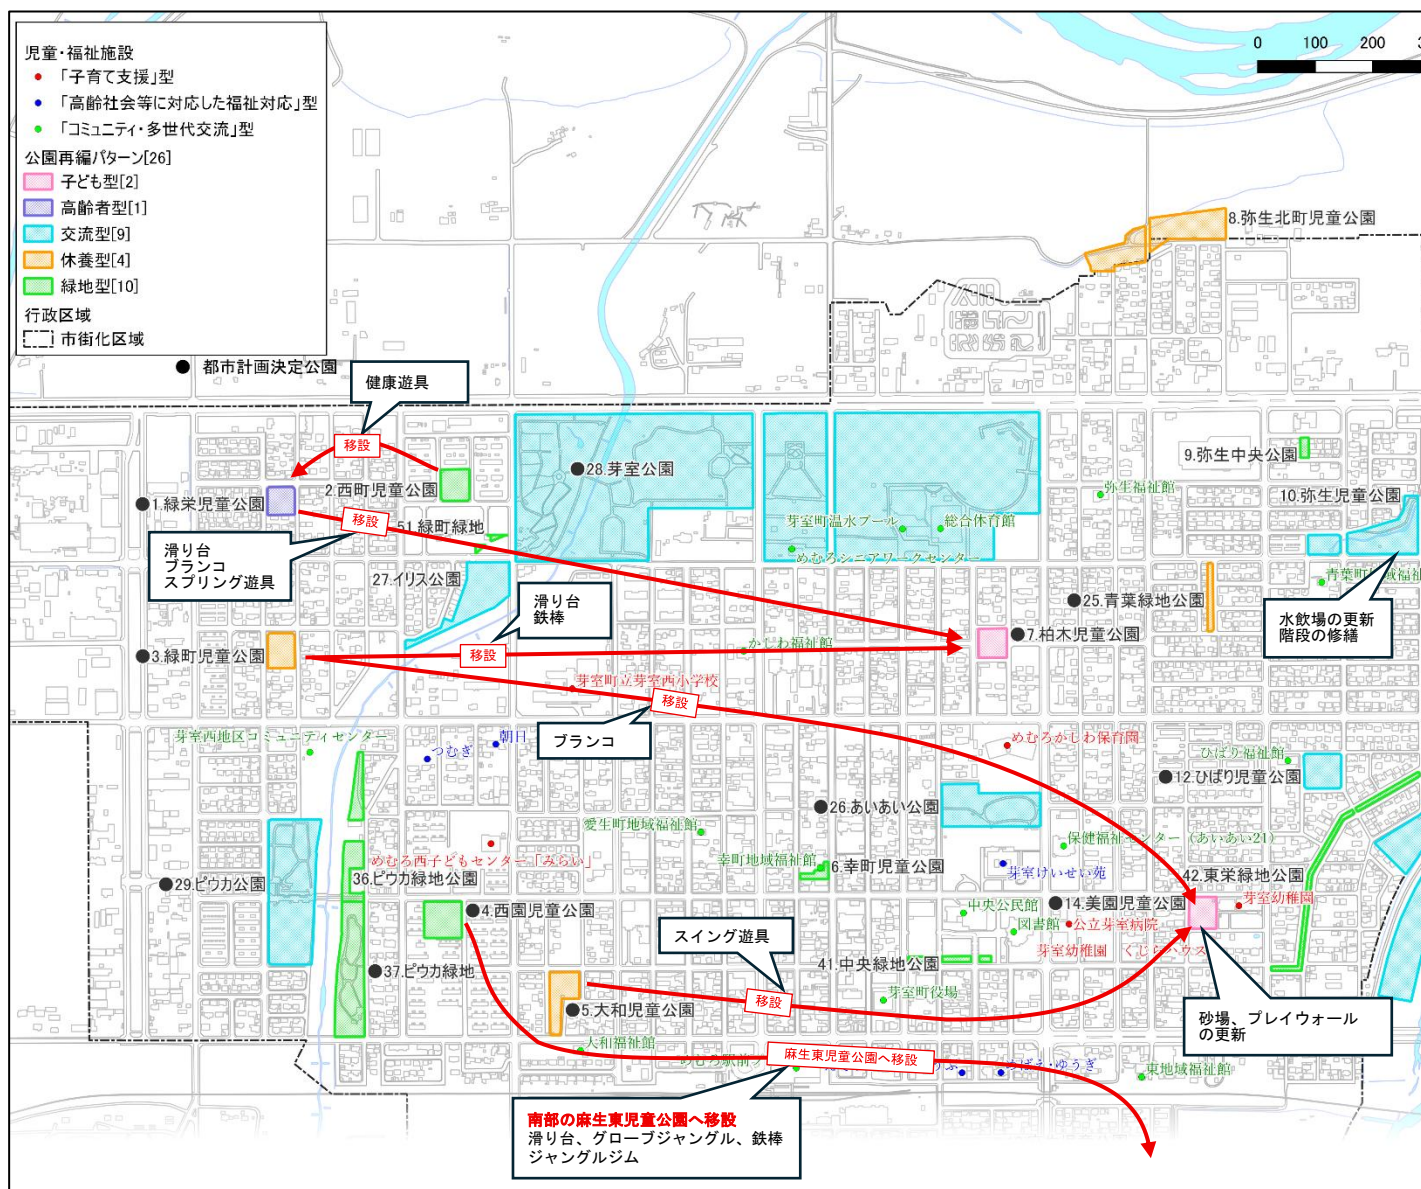 児童・福祉施設
「子育て支援」型
「高齢社会等に対応した福祉対応」型
「コミュニティ・多世代交流」型
公園再編パターン[26]
子ども型[2]
高齢者型[1]
交流型[9]
休養型[4]
緑地型[10]
行政区域
市街化区域
● 都市計画決定公園
0 100 200
8.弥生北町児童公園
健康遊具
移設
●1.緑栄児童公園
2.西町児童公園
●28.芽室公園
9.弥生中央公園
10.弥生児童公園
弥生福祉館
51.緑町緑地
移設
芽室町温水プール
総合体育館
めむろシニアワークセンター
滑り台
ブランコ
スプリング遊具
27.イリス公園
滑り台
鉄棒
●25.青葉緑地公園
水飲場の更新
階段の修繕
●3.緑町児童公園
移設
かしわ福祉館
●7.柏木児童公園
芽室町立芽室西小学校
移設
ブランコ
芽室西地区コミュニティセンター
つむぎ
朝日
めむろかしわ保育園
ひばり福祉館
●12.ひばり児童公園
●26.あいあい公園
愛生町地域福祉館
保健福祉センター（あいあい21）
めむろ西子どもセンター「みらい」
幸町地域福祉館
6.幸町児童公園
芽室けいせい苑
●29.ピウカ公園
36.ピウカ緑地公園
42.東栄緑地公園
●4.西園児童公園
中央公民館
●14.美園児童公園
芽室幼稚園
図書館
公立芽室病院
スイング遊具
芽室幼稚園 くじらハウス
41.中央緑地公園
●37.ピウカ緑地
移設
芽室町役場
●5.大和児童公園
砂場、プレイウォール
の更新
大和福祉館
麻生東児童公園へ移設
めばえ・ゆうぎ
東地域福祉館
南部の麻生東児童公園へ移設
滑り台、グローブジャングル、鉄棒
ジャングルジム